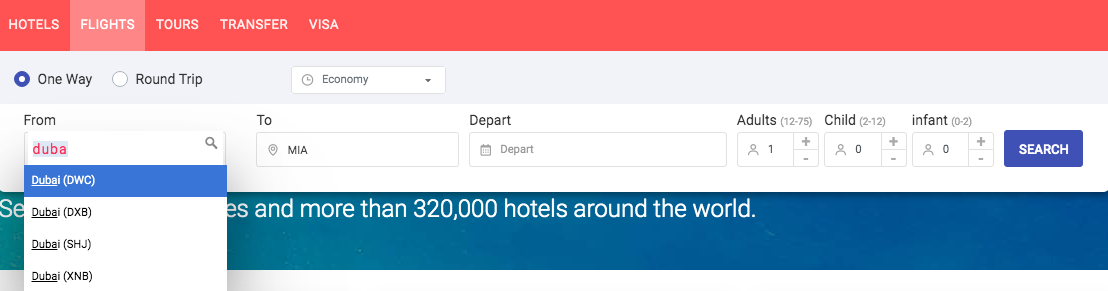 HOTELS FLIGHTS TOURS TRANSFER VISA
One Way Round Trip Economy
From To Depart Adults (12-75) Child (2-12) infant (0-2)
duba MIA Depart 1 + - 0 + - 0 + - SEARCH
Dubai (DWC)
Dubai (DXB)
Dubai (SHJ)
Dubai (XNB)
Se es and more than 320,000 hotels around the world.